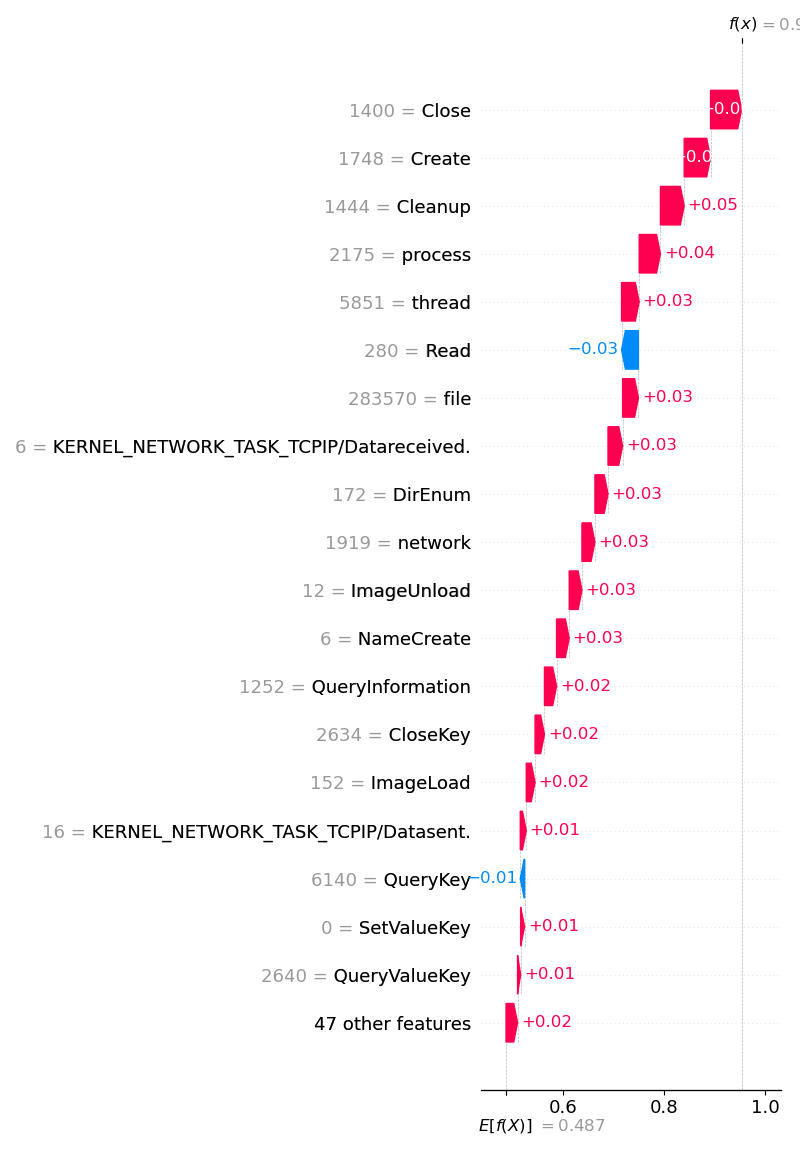 f(x) = 0.9
1400 = Close
-0.0
1748 = Create
-0.0
1444 = Cleanup
+0.05
2175 = process
+0.04
5851 = thread
+0.03
280 = Read
−0.03
283570 = file
+0.03
6 = KERNEL_NETWORK_TASK_TCPIP/Datareceived.
+0.03
172 = DirEnum
+0.03
1919 = network
+0.03
12 = ImageUnload
+0.03
6 = NameCreate
+0.03
1252 = QueryInformation
+0.02
2634 = CloseKey
+0.02
152 = ImageLoad
+0.02
16 = KERNEL_NETWORK_TASK_TCPIP/Datasent.
+0.01
6140 = QueryKey
−0.01
0 = SetValueKey
+0.01
2640 = QueryValueKey
+0.01
47 other features
+0.02
0.6 0.8 1.0
E[f(X)] = 0.487